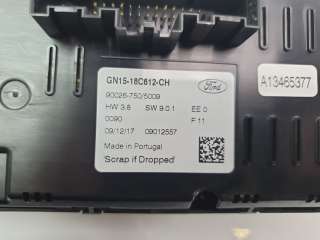 GN15-18C612-CH
Ford
A13465377
90026-750/5009
HW 3.8 SW 9.0.1 EE 0
0090 F 11
09/12/17 09012557
Made in Portugal
Scrap if Dropped